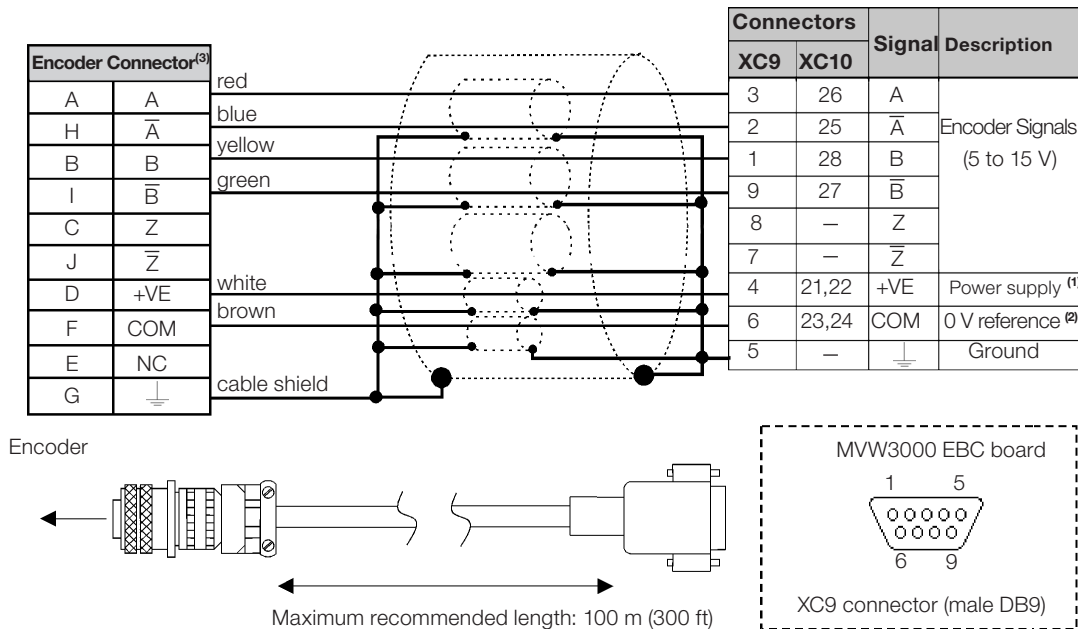 Encoder Connector(3)
A A
H A̅
B B
I B̅
C Z
J Z̅
D +VE
F COM
E NC
G
red
blue
yellow
green
white
brown
cable shield
Connectors Signal Description
XC9 XC10
3 26 A
2 25 A̅
1 28 B
9 27 B̅
8 – Z
7 – Z̅
Encoder Signals
(5 to 15 V)
4 21,22 +VE Power supply (1)
6 23,24 COM 0 V reference (2)
5 – Ground
Encoder
Maximum recommended length: 100 m (300 ft)
MVW3000 EBC board
1 5
6 9
XC9 connector (male DB9)